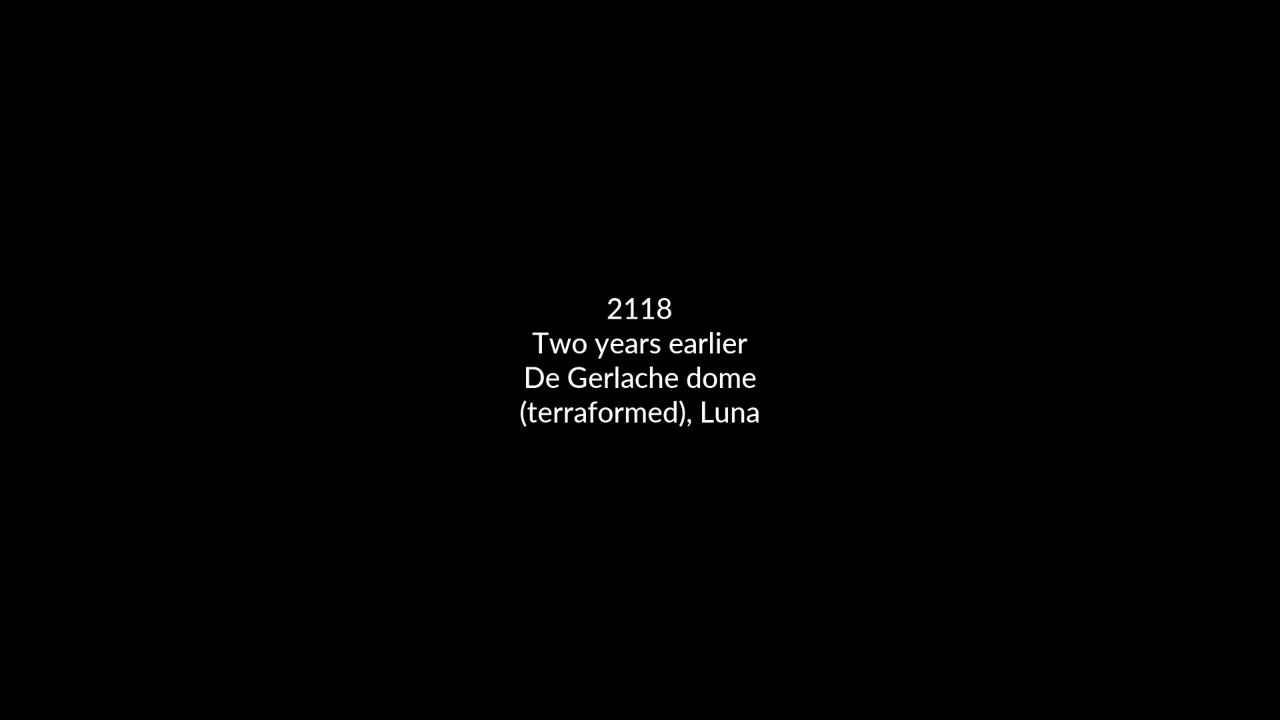 2118
Two years earlier
De Gerlache dome
(terraformed), Luna